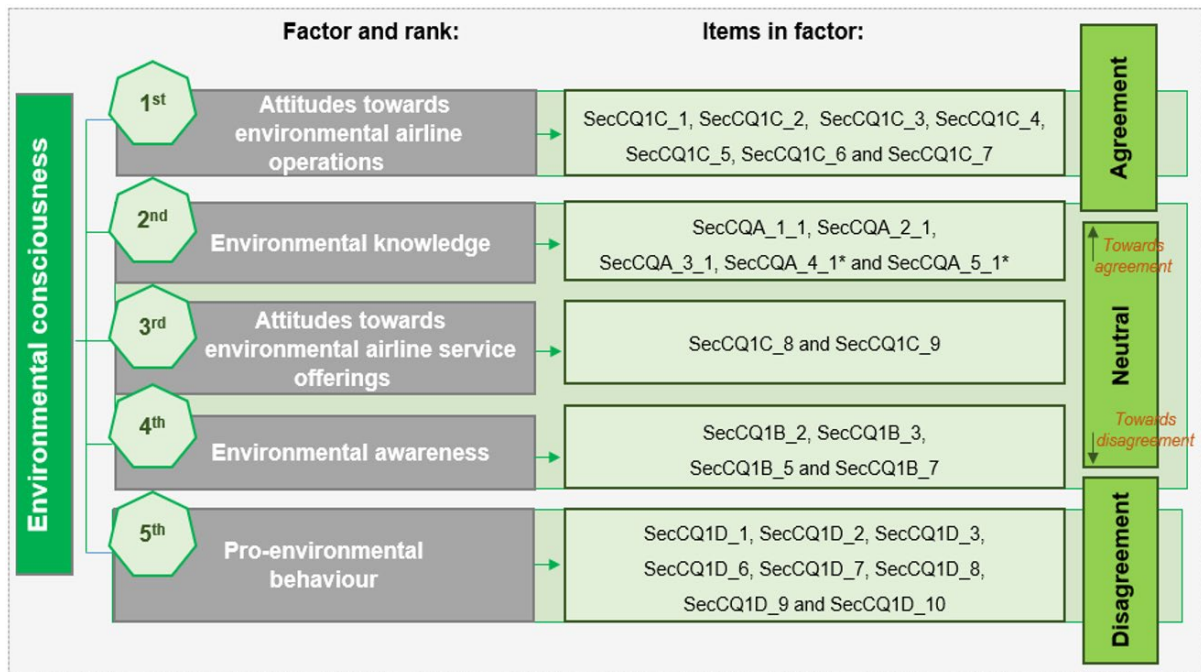 Factor and rank:
Items in factor:
Environmental consciousness
1st
Attitudes towards
environmental airline
operations
SecCQ1C_1, SecCQ1C_2, SecCQ1C_3, SecCQ1C_4,
SecCQ1C_5, SecCQ1C_6 and SecCQ1C_7
Agreement
2nd
Environmental knowledge
SecCQA_1_1, SecCQA_2_1,
SecCQA_3_1, SecCQA_4_1* and SecCQA_5_1*
Towards
agreement
3rd
Attitudes towards
environmental airline service
offerings
SecCQ1C_8 and SecCQ1C_9
Neutral
4th
Environmental awareness
SecCQ1B_2, SecCQ1B_3,
SecCQ1B_5 and SecCQ1B_7
Towards
disagreement
5th
Pro-environmental
behaviour
SecCQ1D_1, SecCQ1D_2, SecCQ1D_3,
SecCQ1D_6, SecCQ1D_7, SecCQ1D_8,
SecCQ1D_9 and SecCQ1D_10
Disagreement